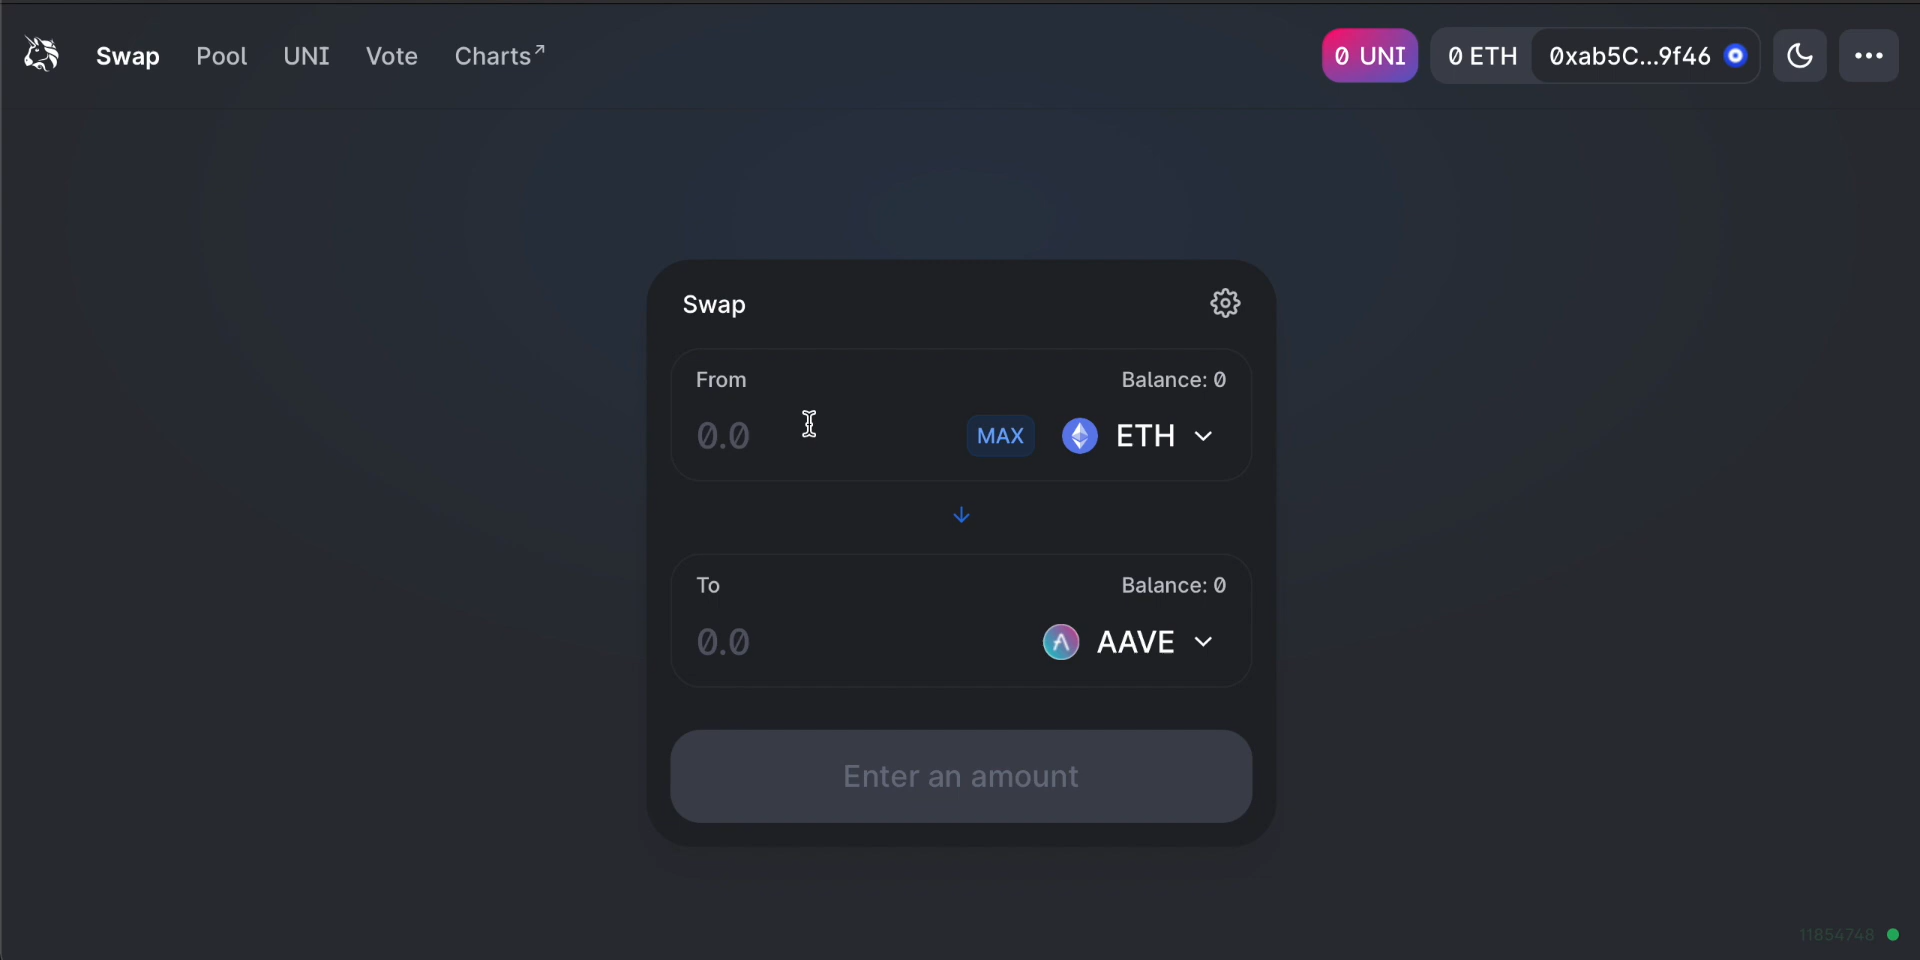 Swap Pool UNI Vote Charts↗ 0 UNI 0 ETH 0xab5C...9f46
Swap
From Balance: 0
0.0 MAX ETH
To Balance: 0
0.0 AAVE
Enter an amount
11854748